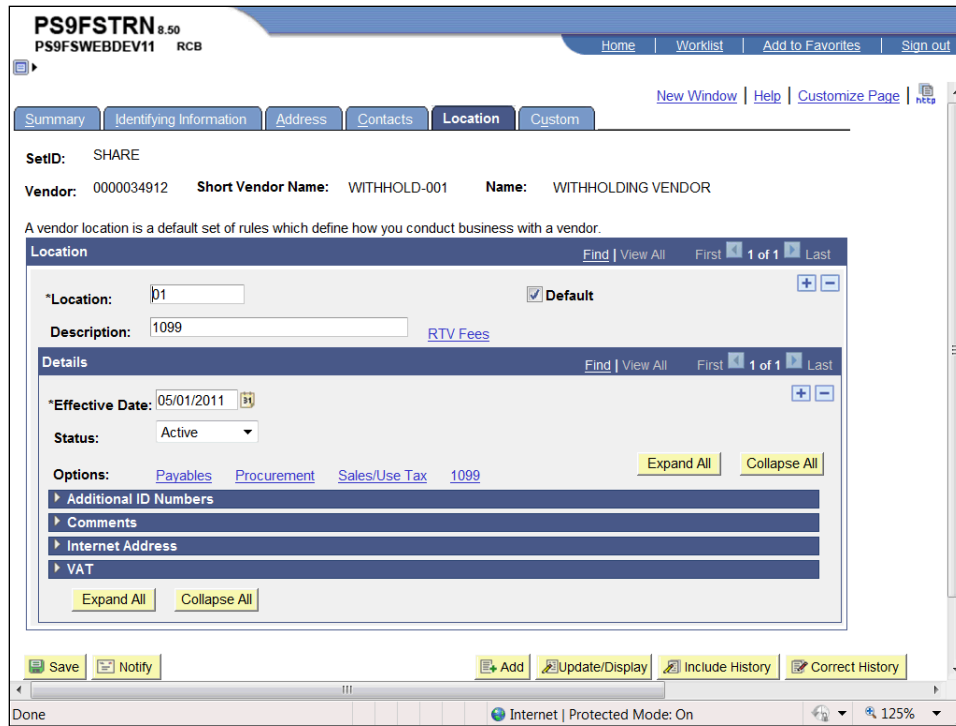 PS9FSTRN 8.50
PS9FSWEBDEV11 RCB
Home | Worklist | Add to Favorites | Sign out
New Window | Help | Customize Page | http
Summary Identifying Information Address Contacts Location Custom
SetID: SHARE
Vendor: 0000034912 Short Vendor Name: WITHHOLD-001 Name: WITHHOLDING VENDOR
A vendor location is a default set of rules which define how you conduct business with a vendor.
Location Find | View All First 1 of 1 Last
*Location: 01 Default
Description: 1099 RTV Fees
Details Find | View All First 1 of 1 Last
*Effective Date: 05/01/2011 31
Status: Active
Options: Payables Procurement Sales/Use Tax 1099 Expand All Collapse All
Additional ID Numbers
Comments
Internet Address
VAT
Expand All Collapse All
Save Notify Add Update/Display Include History Correct History
Done Internet | Protected Mode: On 125%